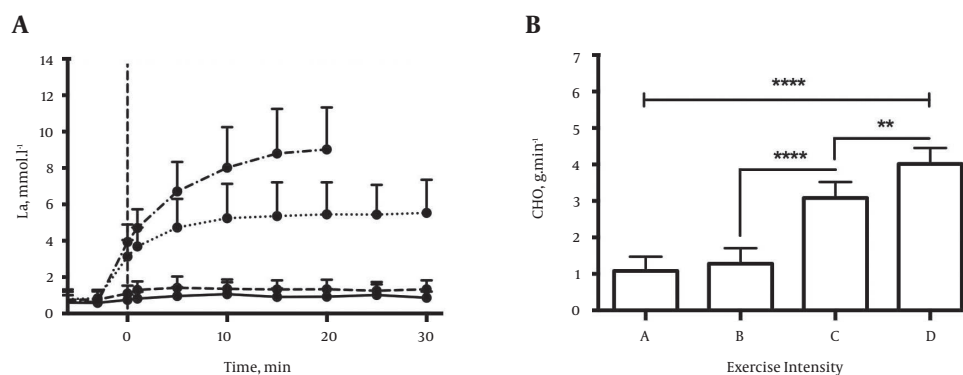 A
La, mmol.l⁻¹
14
12
10
8
6
4
2
0
0 10 20 30
Time, min
B
CHO, g.min⁻¹
7
6
5
4
3
2
1
0
****
**
****
A B C D
Exercise Intensity